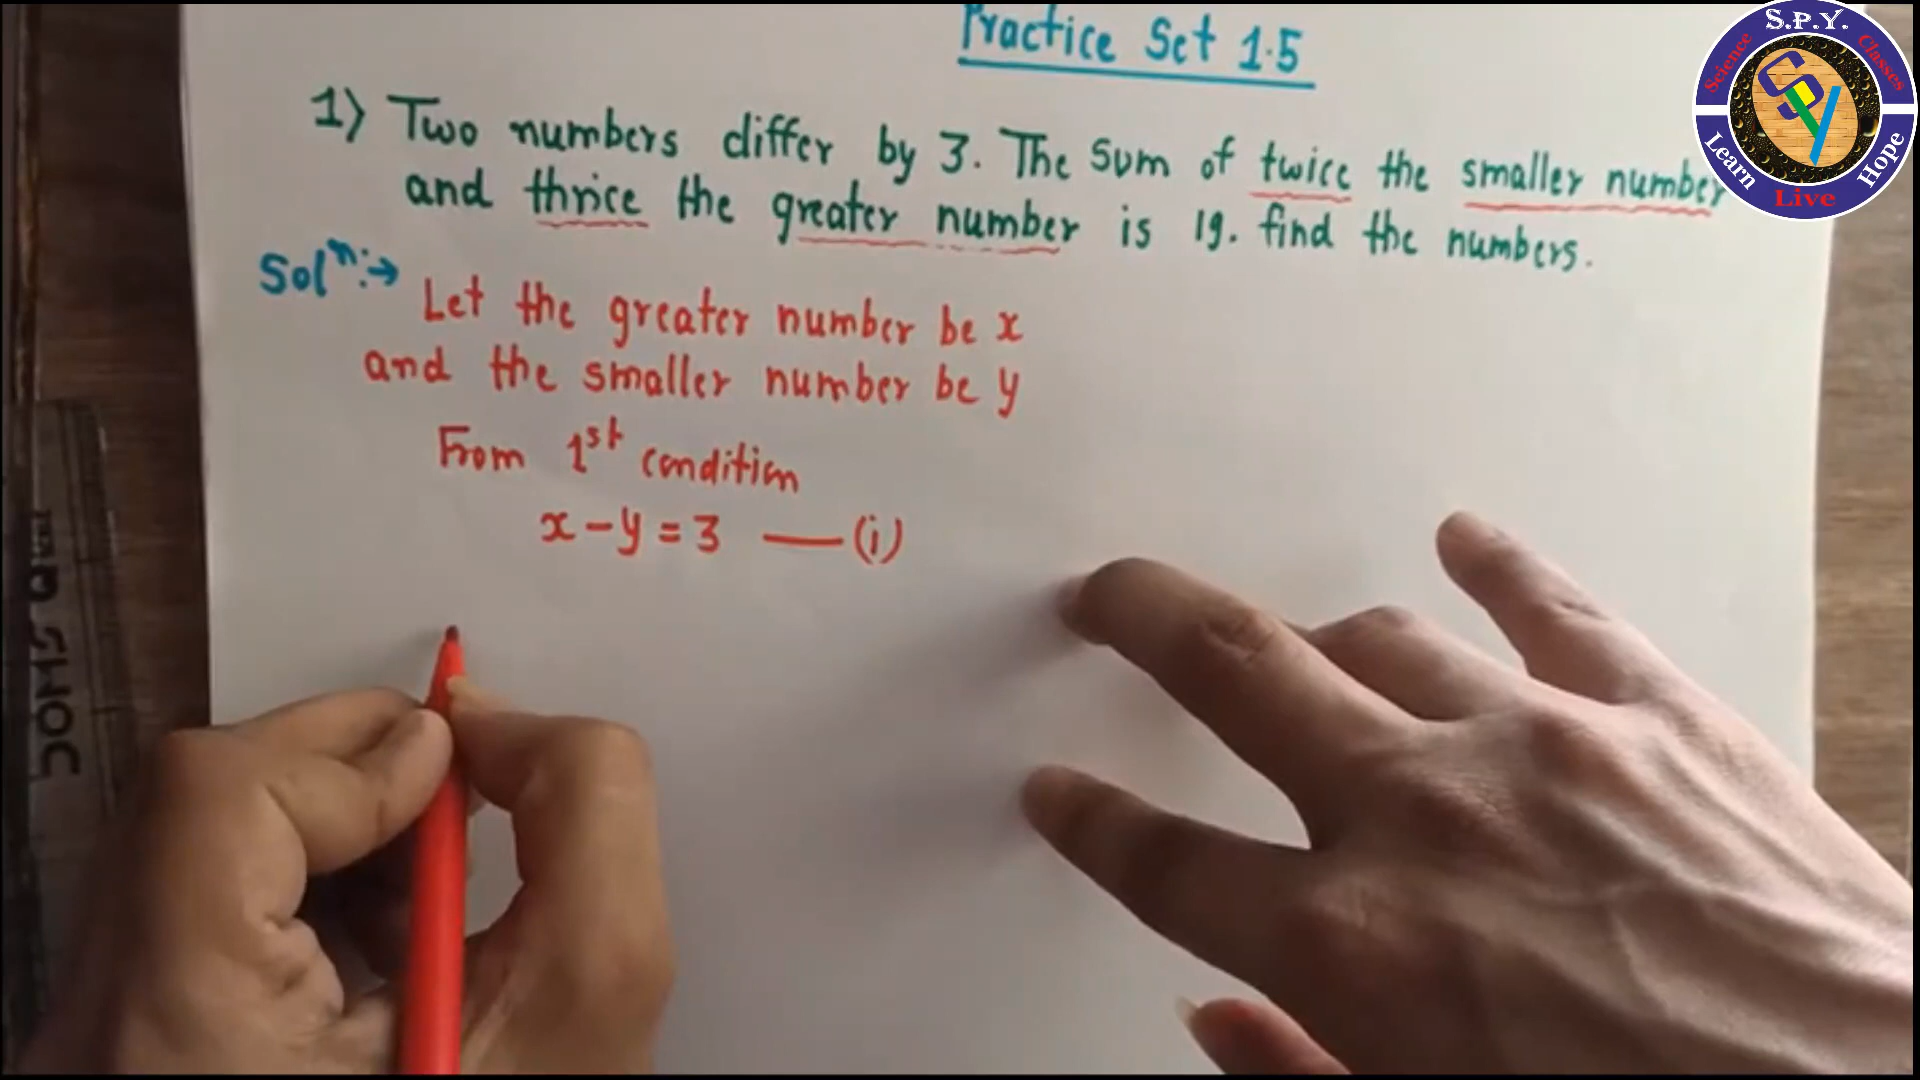 Practice Set 1.5
1) Two numbers differ by 3. The sum of twice the smaller number
and thrice the greater number is 19. find the numbers.
Solⁿ:→
Let the greater number be x
and the smaller number be y
From 1st condition
x - y = 3 —— (i)
S.P.Y.
Science Classes
SPY
Learn Live Hope
DOMS